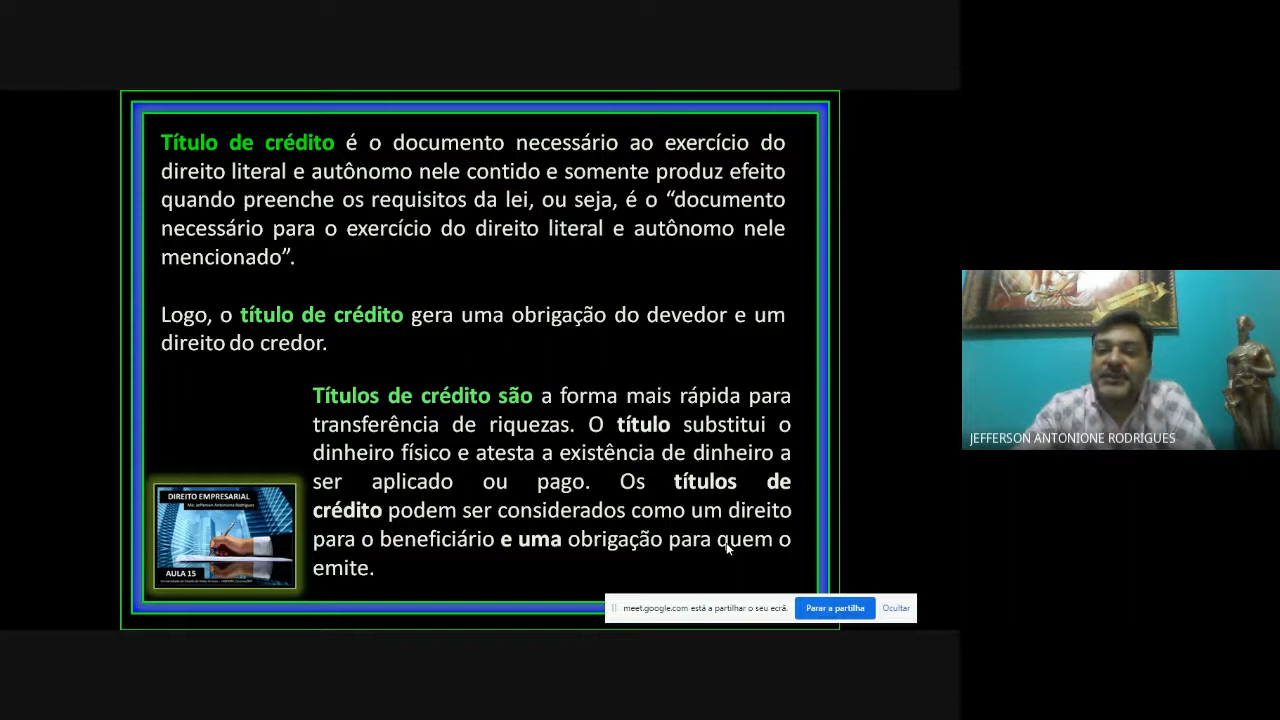 Título de crédito é o documento necessário ao exercício do
direito literal e autônomo nele contido e somente produz efeito
quando preenche os requisitos da lei, ou seja, é o “documento
necessário para o exercício do direito literal e autônomo nele
mencionado”.
Logo, o título de crédito gera uma obrigação do devedor e um
direito do credor.
Títulos de crédito são a forma mais rápida para
transferência de riquezas. O título substitui o
dinheiro físico e atesta a existência de dinheiro a
ser aplicado ou pago. Os títulos de
crédito podem ser considerados como um direito
para o beneficiário e uma obrigação para quem o
emite.
DIREITO EMPRESARIAL
Me. Jefferson Antonione Rodrigues
AULA 15
meet.google.com está a partilhar o seu ecrã.
Parar a partilha
Ocultar
JEFFERSON ANTONIONE RODRIGUES